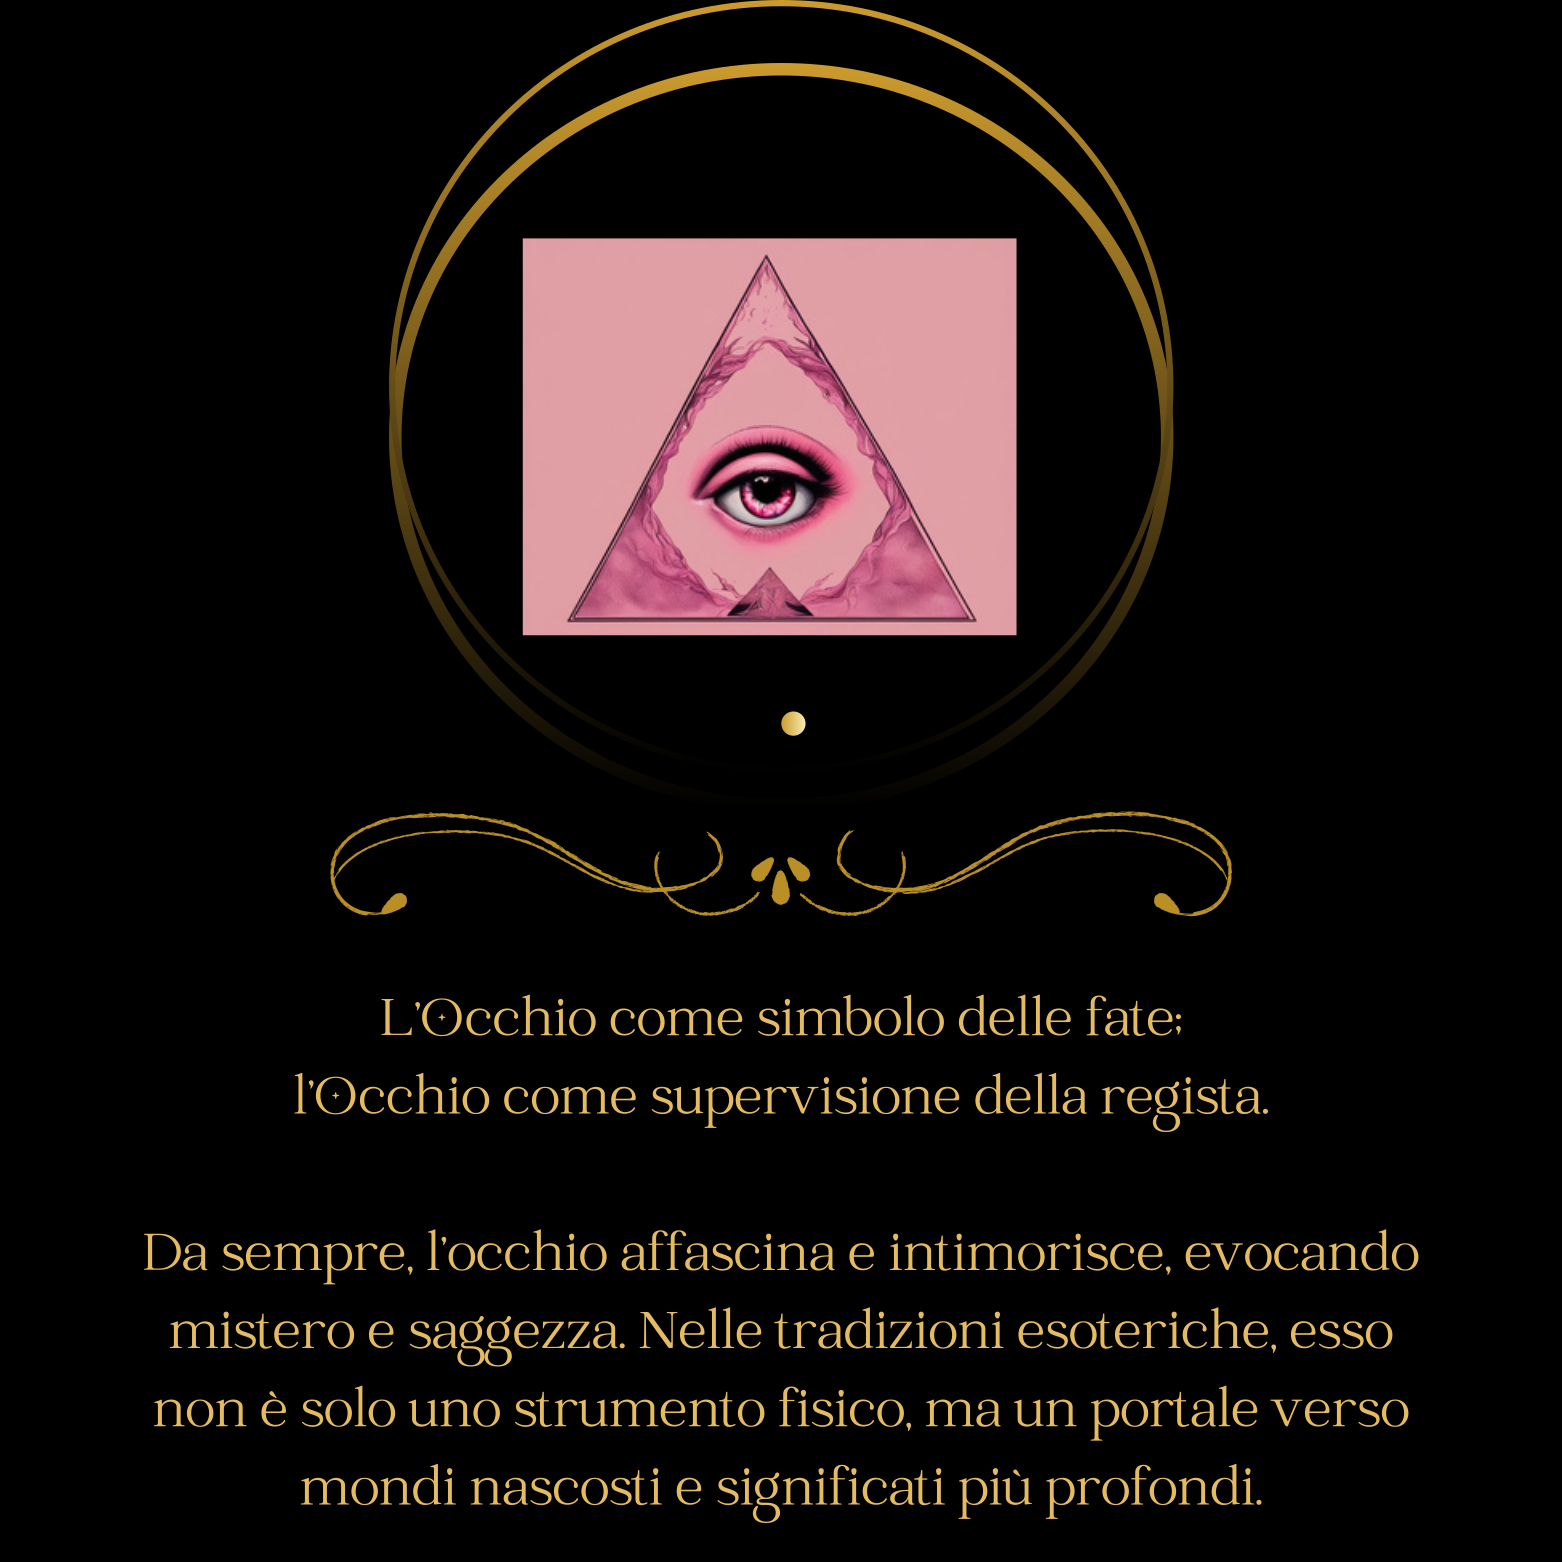 L'Occhio come simbolo delle fate;
l'Occhio come supervisione della regista.
Da sempre, l'occhio affascina e intimorisce, evocando
mistero e saggezza. Nelle tradizioni esoteriche, esso
non è solo uno strumento fisico, ma un portale verso
mondi nascosti e significati più profondi.